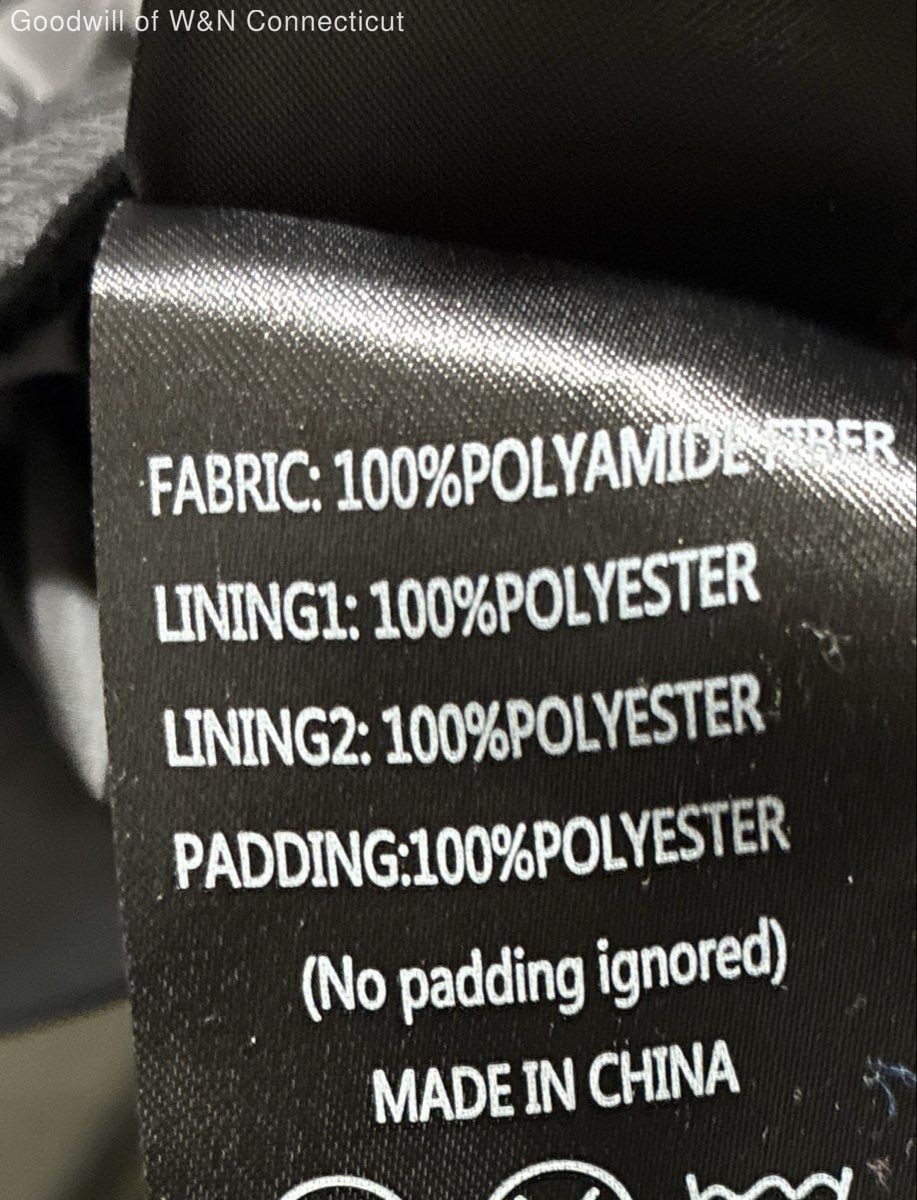 Goodwill of W&N Connecticut
FABRIC: 100%POLYAMIDE FIBER
LINING1: 100%POLYESTER
LINING2: 100%POLYESTER
PADDING:100%POLYESTER
(No padding ignored)
MADE IN CHINA